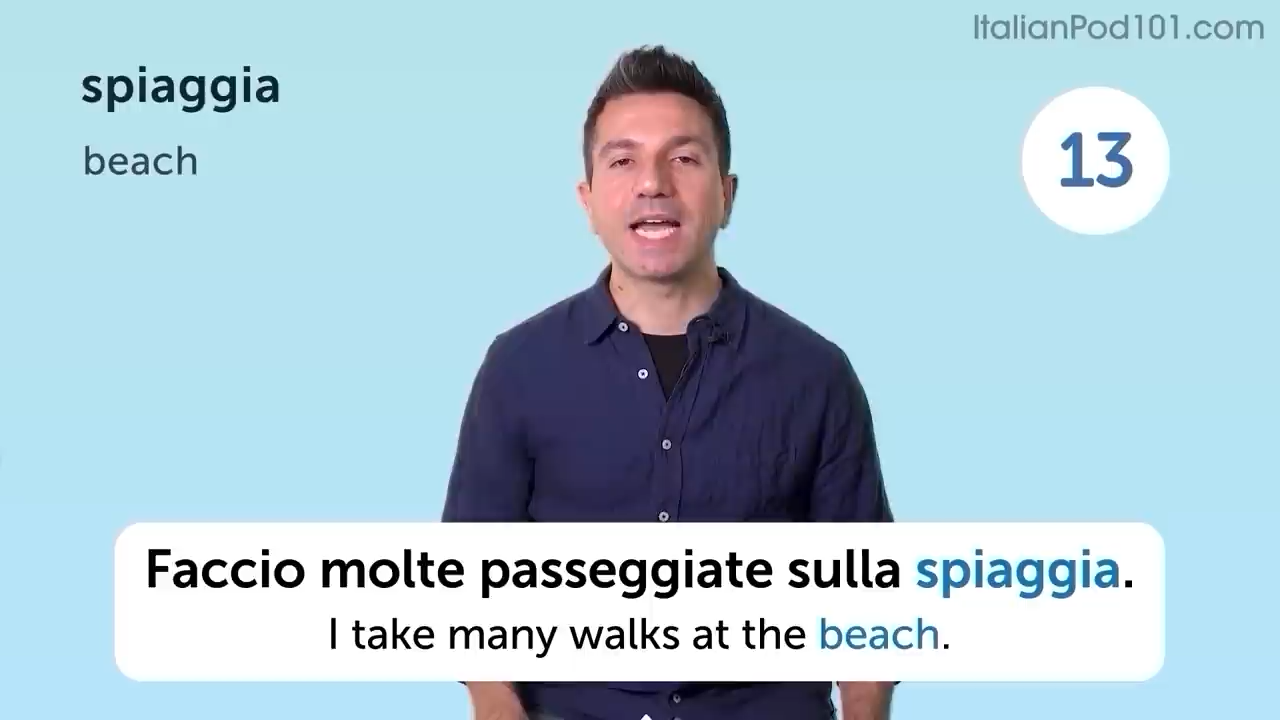 ItalianPod101.com
spiaggia
beach
13
Faccio molte passeggiate sulla spiaggia.
I take many walks at the beach.